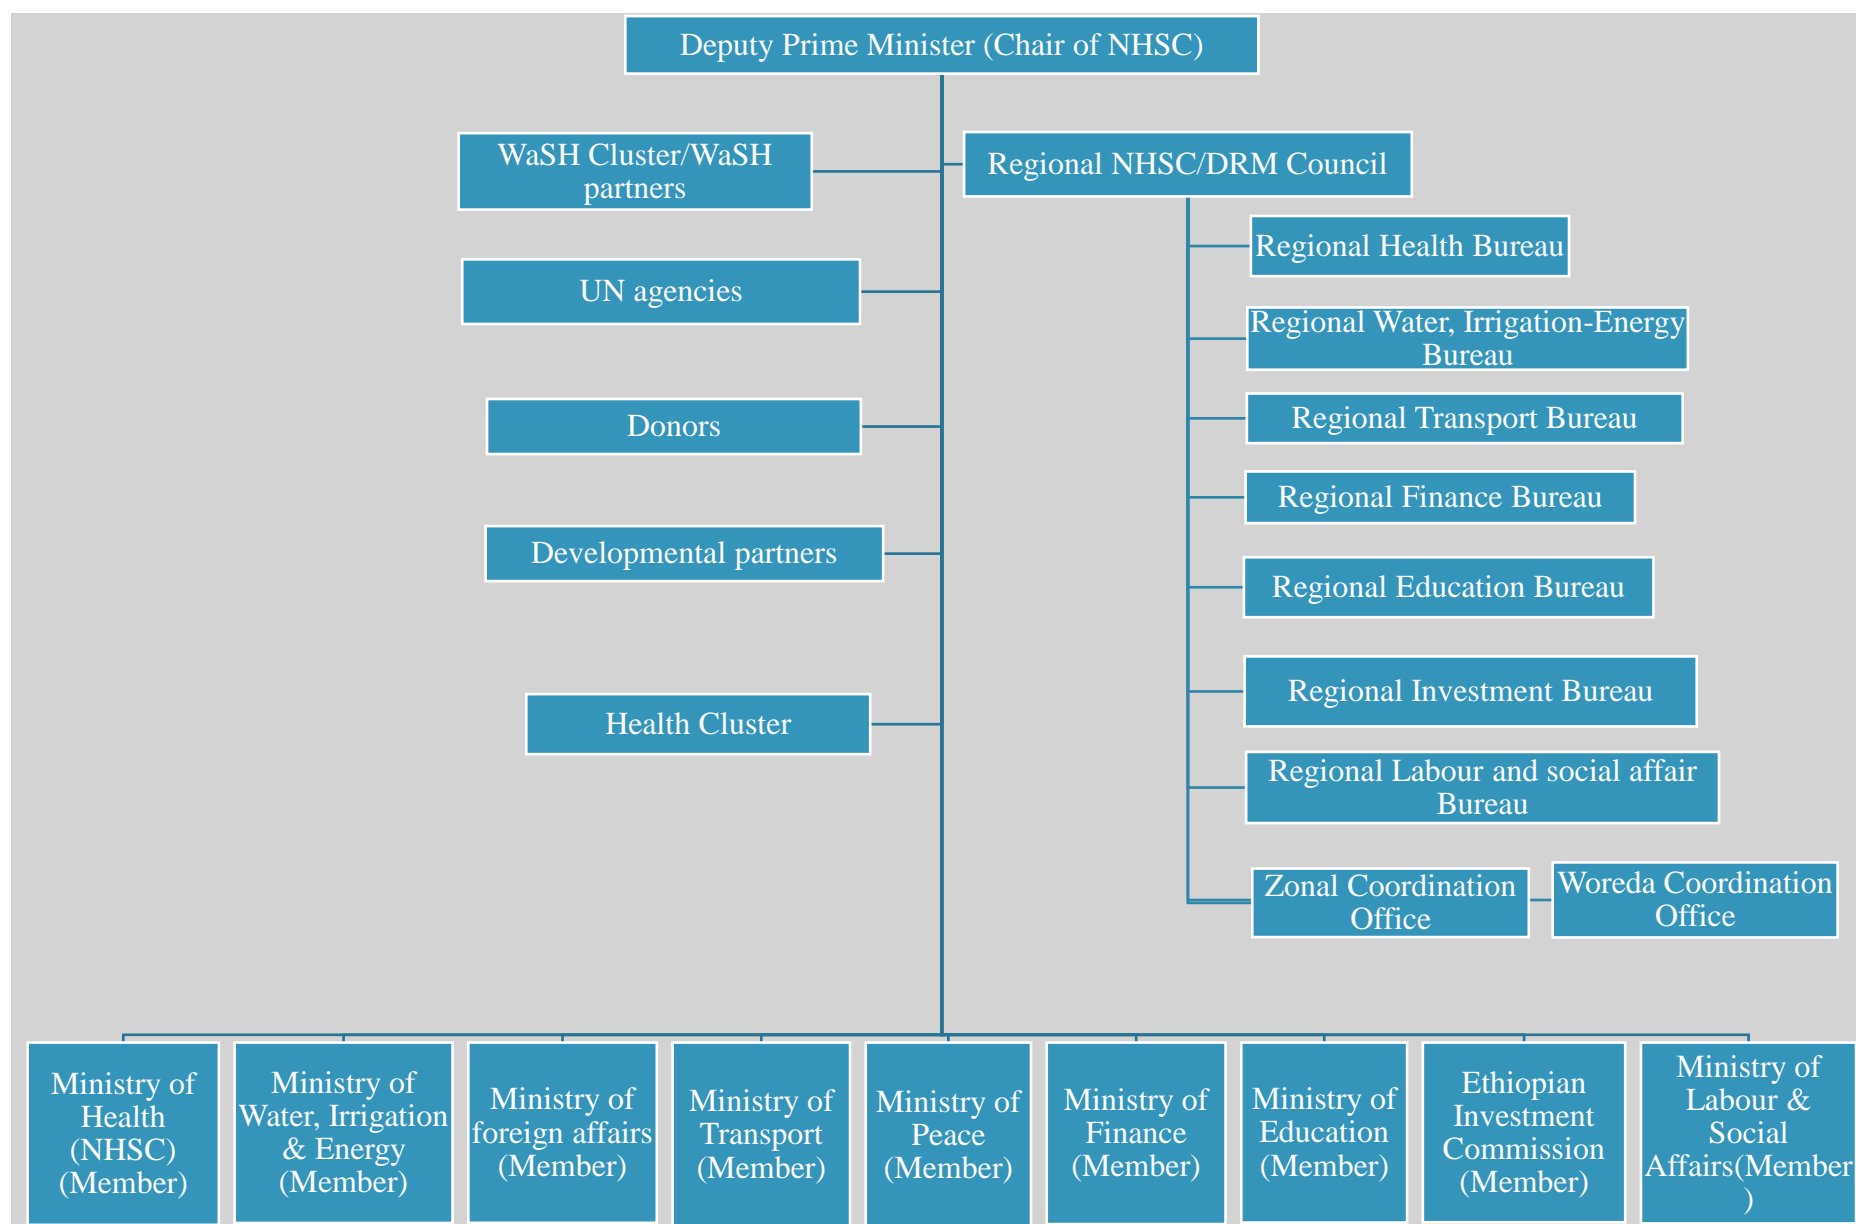 Deputy Prime Minister (Chair of NHSC)
WaSH Cluster/WaSH
partners
Regional NHSC/DRM Council
Regional Health Bureau
UN agencies
Regional Water, Irrigation-Energy
Bureau
Regional Transport Bureau
Donors
Regional Finance Bureau
Developmental partners
Regional Education Bureau
Regional Investment Bureau
Health Cluster
Regional Labour and social affair
Bureau
Zonal Coordination
Office
Woreda Coordination
Office
Ministry of
Health
(NHSC)
(Member)
Ministry of
Water, Irrigation
& Energy
(Member)
Ministry of
foreign affairs
(Member)
Ministry of
Transport
(Member)
Ministry of
Peace
(Member)
Ministry of
Finance
(Member)
Ministry of
Education
(Member)
Ethiopian
Investment
Commission
(Member)
Ministry of
Labour &
Social
Affairs(Member
)